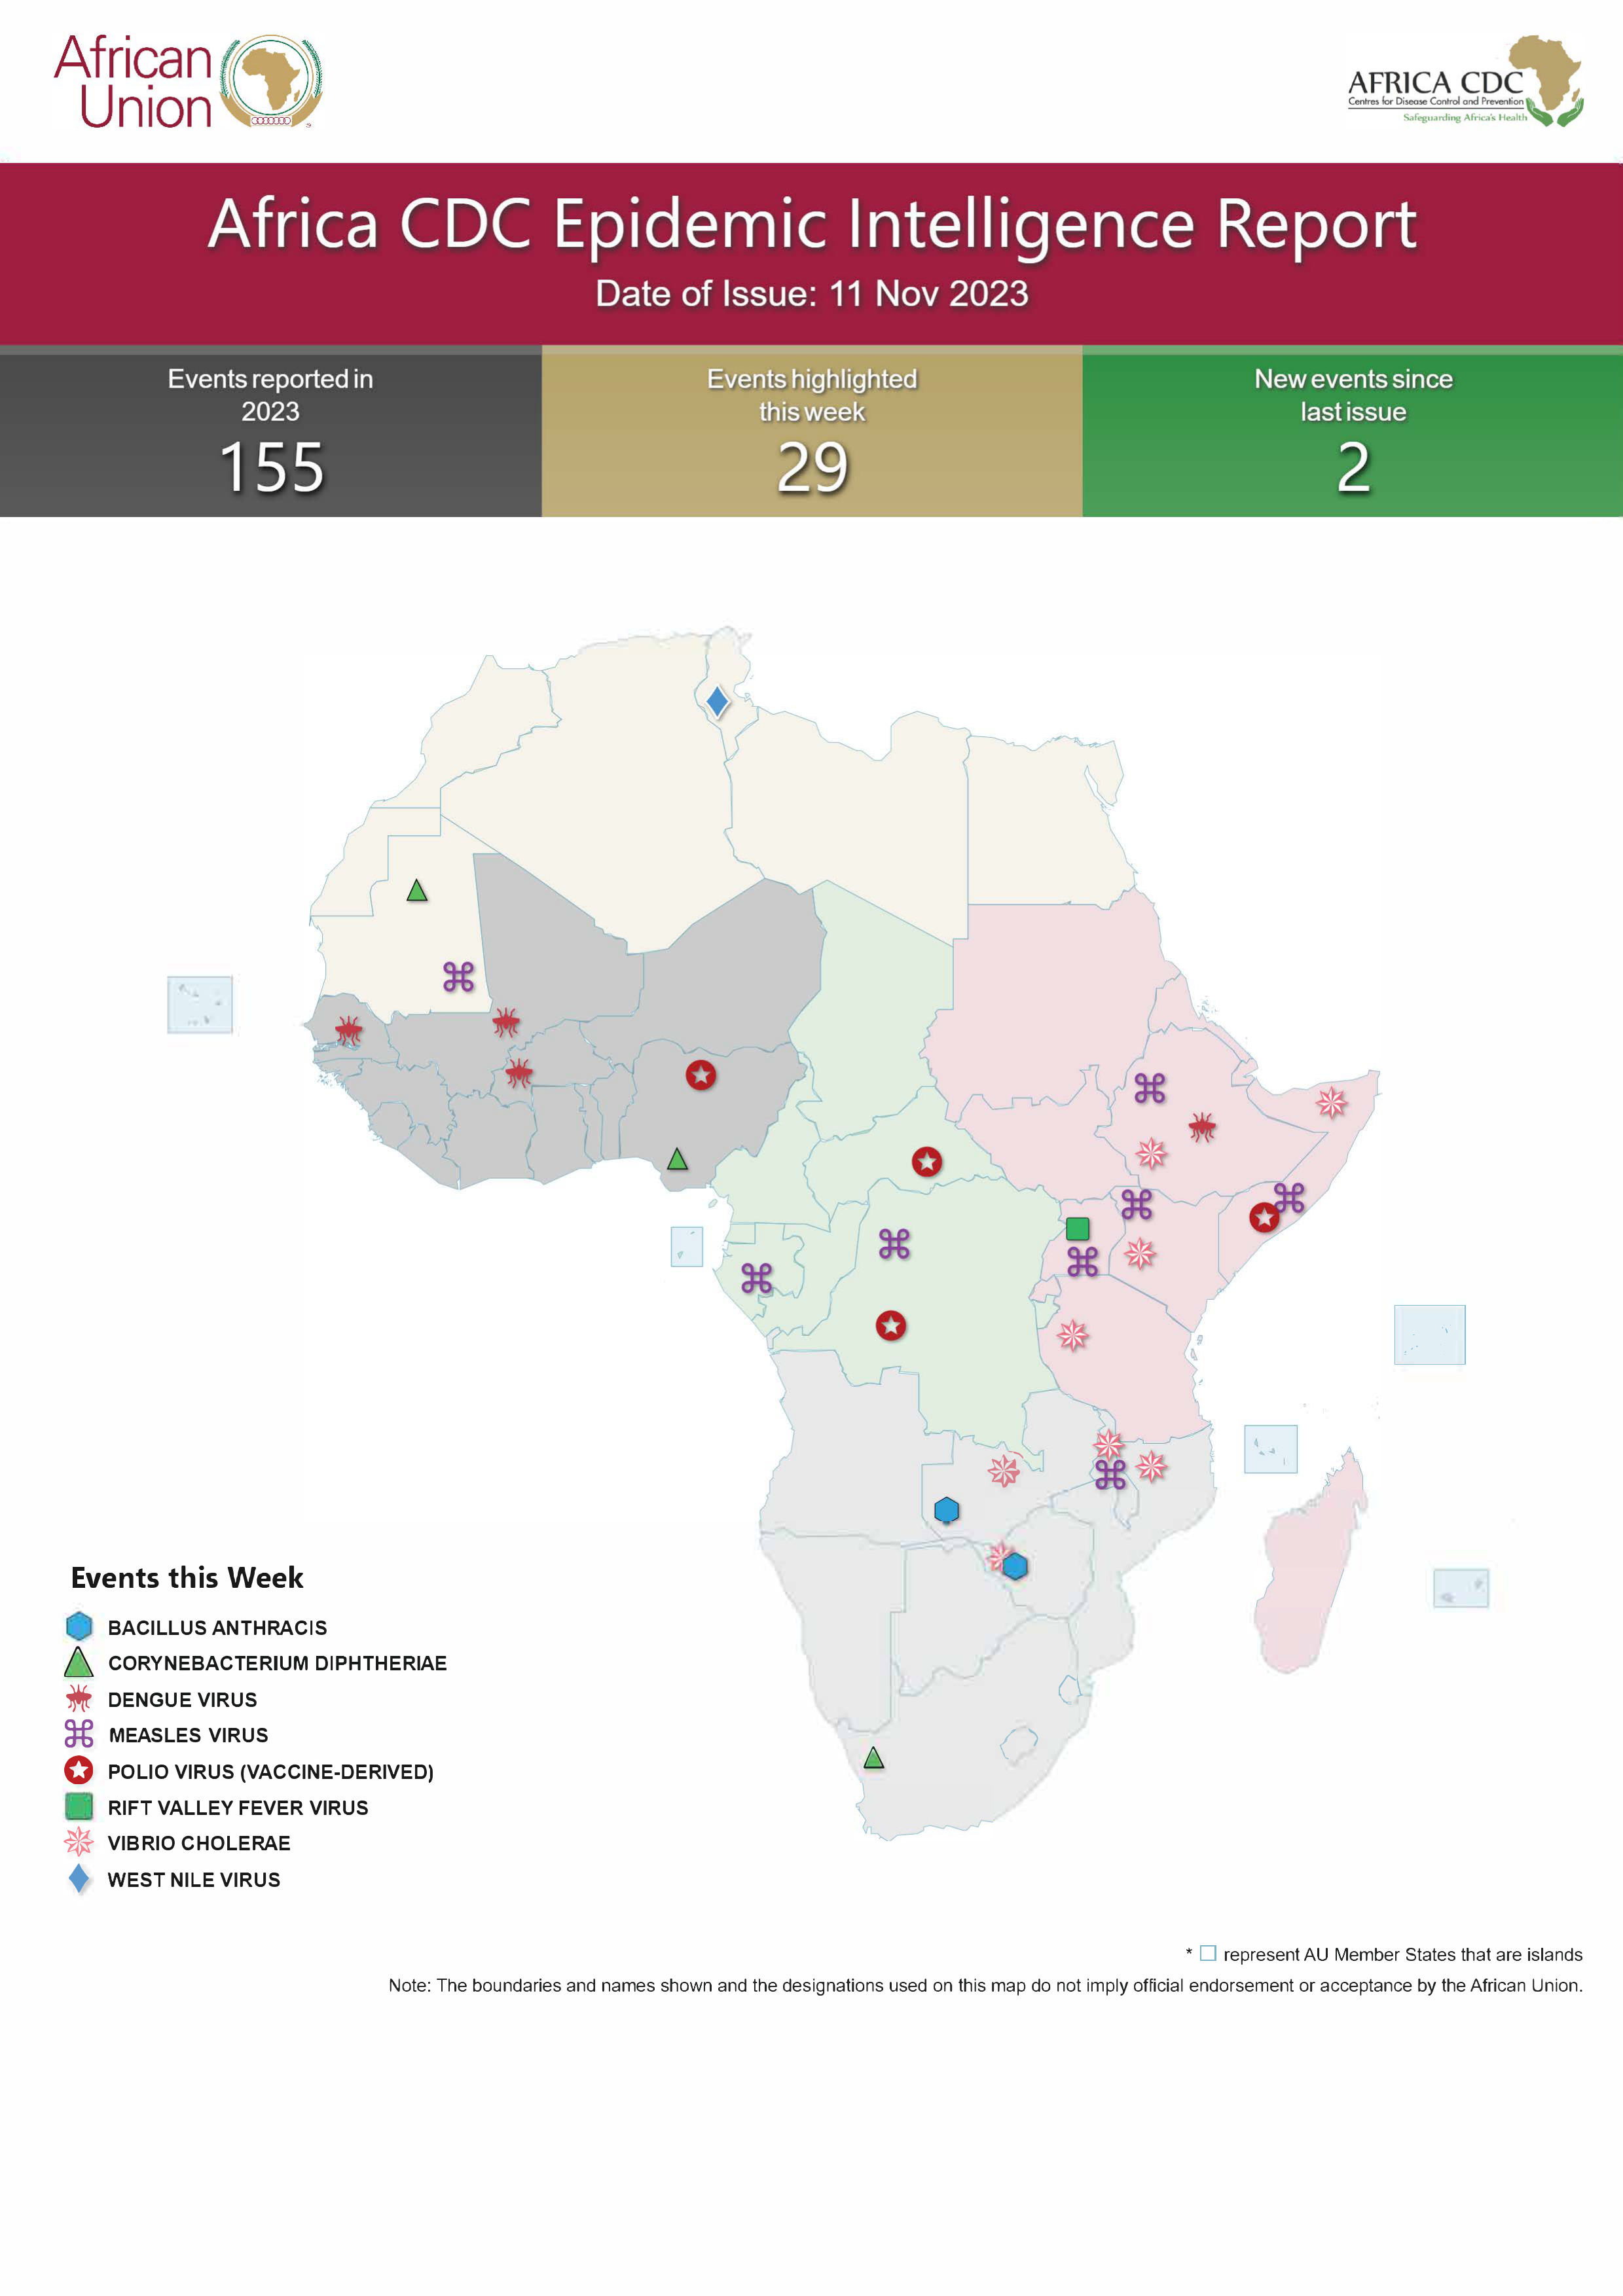 African
Union
AFRICA CDC
Centres for Disease Control and Prevention
Safeguarding Africa's Health
Africa CDC Epidemic Intelligence Report
Date of Issue: 11 Nov 2023
Events reported in
2023
155
Events highlighted
this week
29
New events since
last issue
2
Events this Week
BACILLUS ANTHRACIS
CORYNEBACTERIUM DIPHTHERIAE
DENGUE VIRUS
MEASLES VIRUS
POLIO VIRUS (VACCINE-DERIVED)
RIFT VALLEY FEVER VIRUS
VIBRIO CHOLERAE
WEST NILE VIRUS
* □ represent AU Member States that are islands
Note: The boundaries and names shown and the designations used on this map do not imply official endorsement or acceptance by the African Union.